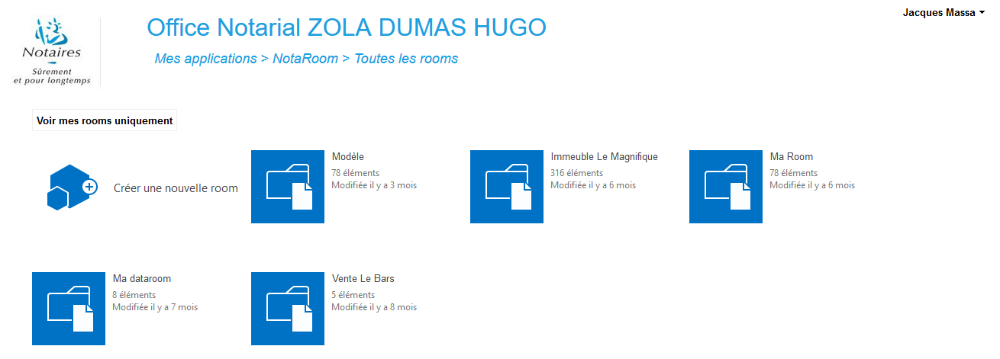 Jacques Massa
Office Notarial ZOLA DUMAS HUGO
Mes applications > NotaRoom > Toutes les rooms
Notaires
Sûrement
et pour longtemps
Voir mes rooms uniquement
Créer une nouvelle room
Modèle
78 éléments
Modifiée il y a 3 mois
Immeuble Le Magnifique
316 éléments
Modifiée il y a 6 mois
Ma Room
78 éléments
Modifiée il y a 6 mois
Ma dataroom
8 éléments
Modifiée il y a 7 mois
Vente Le Bars
5 éléments
Modifiée il y a 8 mois